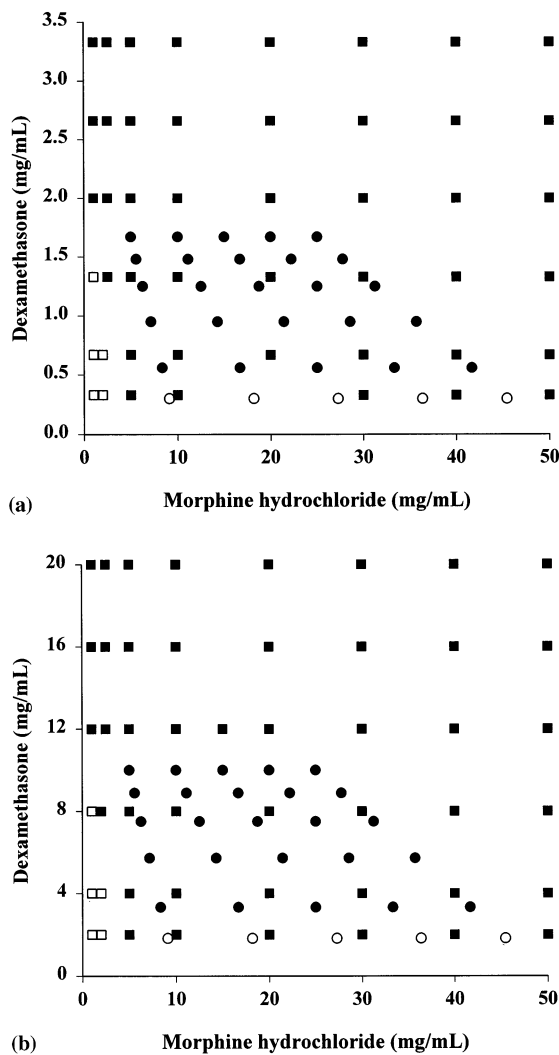 3.5
3.0
2.5
2.0
1.5
1.0
0.5
0.0
Dexamethasone (mg/mL)
0 10 20 30 40 50
(a) Morphine hydrochloride (mg/mL)
20
16
12
8
4
0
Dexamethasone (mg/mL)
0 10 20 30 40 50
(b) Morphine hydrochloride (mg/mL)